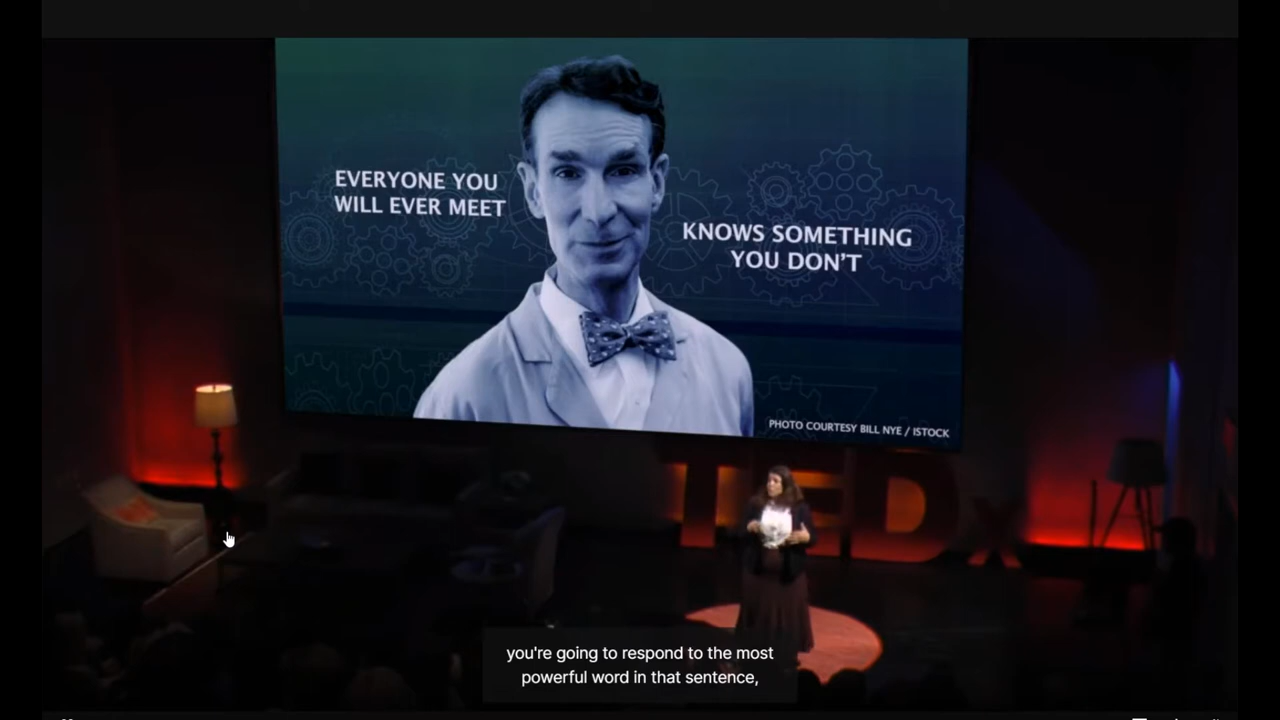 EVERYONE YOU
WILL EVER MEET
KNOWS SOMETHING
YOU DON'T
PHOTO COURTESY BILL NYE / ISTOCK
TEDx
you're going to respond to the most
powerful word in that sentence,